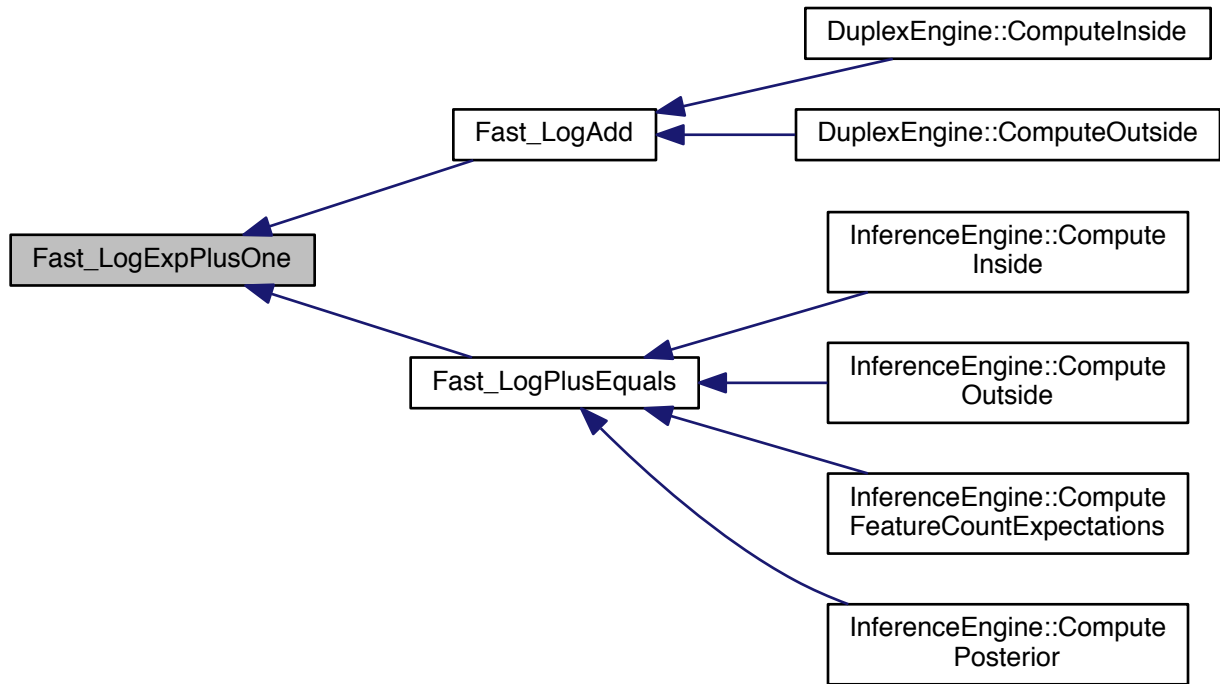 DuplexEngine::ComputeInside
Fast_LogAdd
DuplexEngine::ComputeOutside
Fast_LogExpPlusOne
InferenceEngine::Compute
Inside
Fast_LogPlusEquals
InferenceEngine::Compute
Outside
InferenceEngine::Compute
FeatureCountExpectations
InferenceEngine::Compute
Posterior